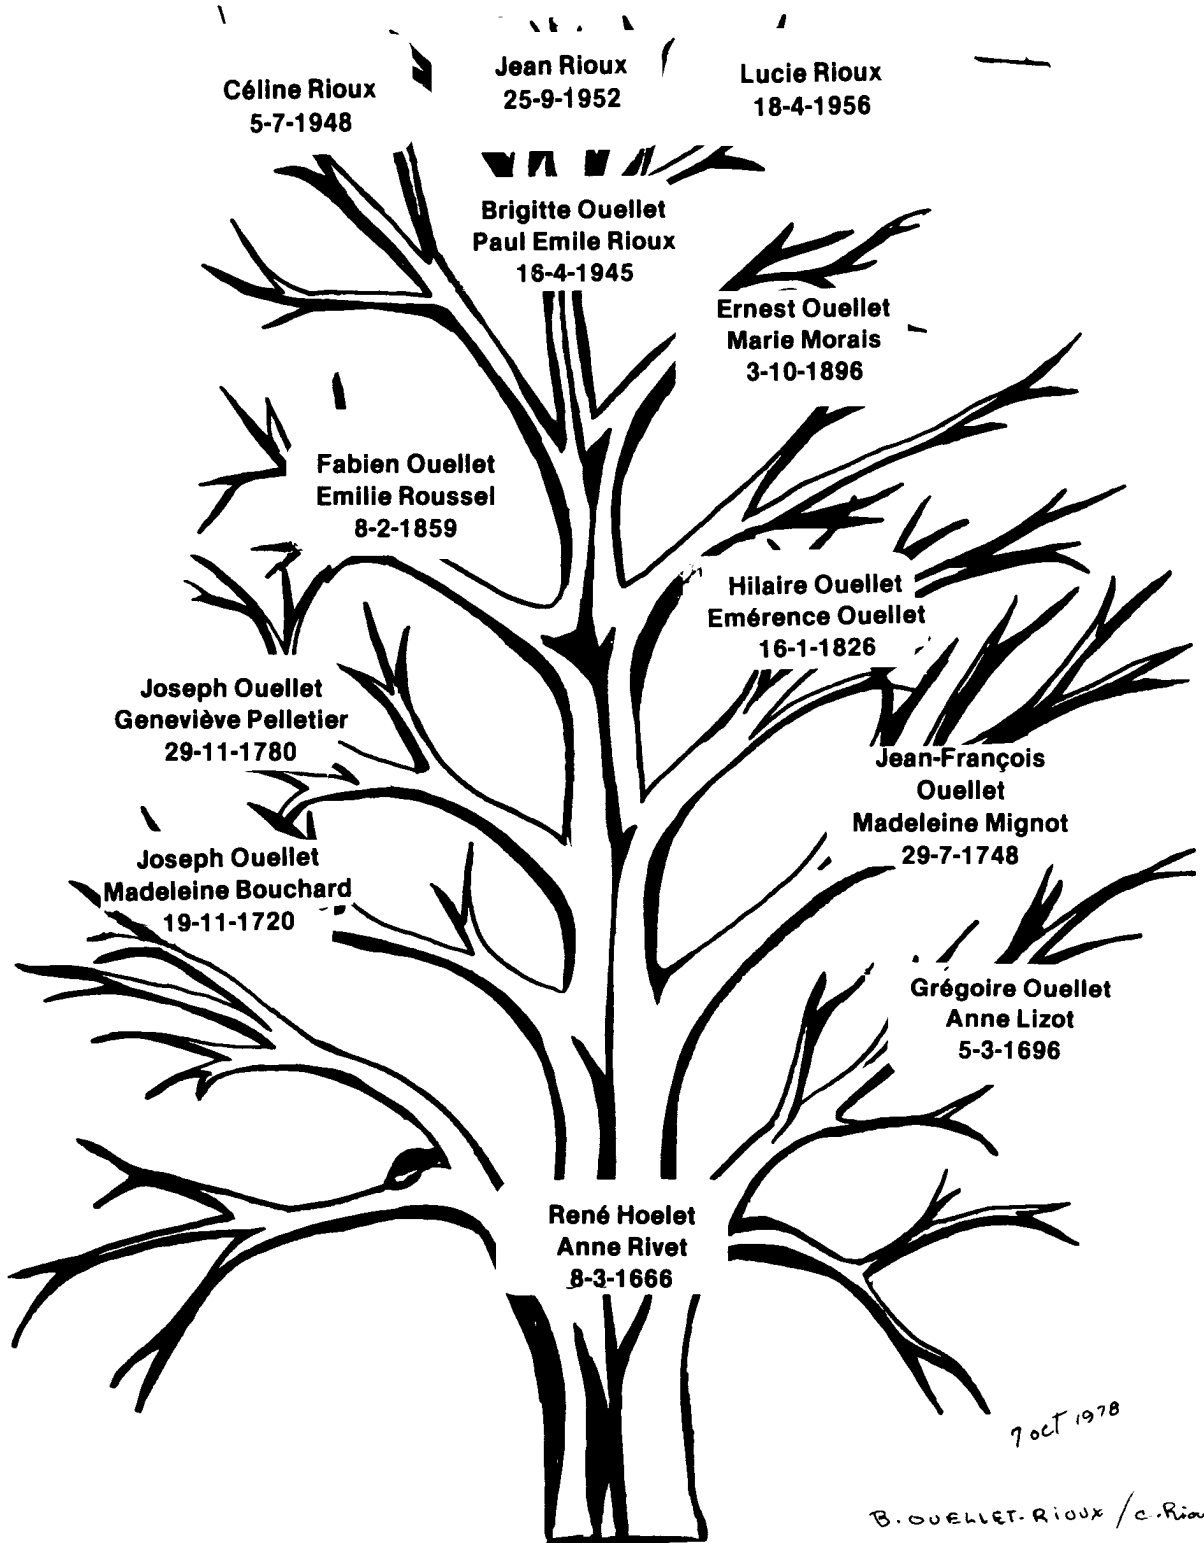 Céline Rioux
5-7-1948
Jean Rioux
25-9-1952
Lucie Rioux
18-4-1956
Brigitte Ouellet
Paul Emile Rioux
16-4-1945
Ernest Ouellet
Marie Morais
3-10-1896
Fabien Ouellet
Emilie Roussel
8-2-1859
Hilaire Ouellet
Emérence Ouellet
16-1-1826
Joseph Ouellet
Geneviève Pelletier
29-11-1780
Jean-François
Ouellet
Madeleine Mignot
29-7-1748
Joseph Ouellet
Madeleine Bouchard
19-11-1720
Grégoire Ouellet
Anne Lizot
5-3-1696
René Hoelet
Anne Rivet
8-3-1666
7 oct 1978
B. OUELLET-RIOUX / C.